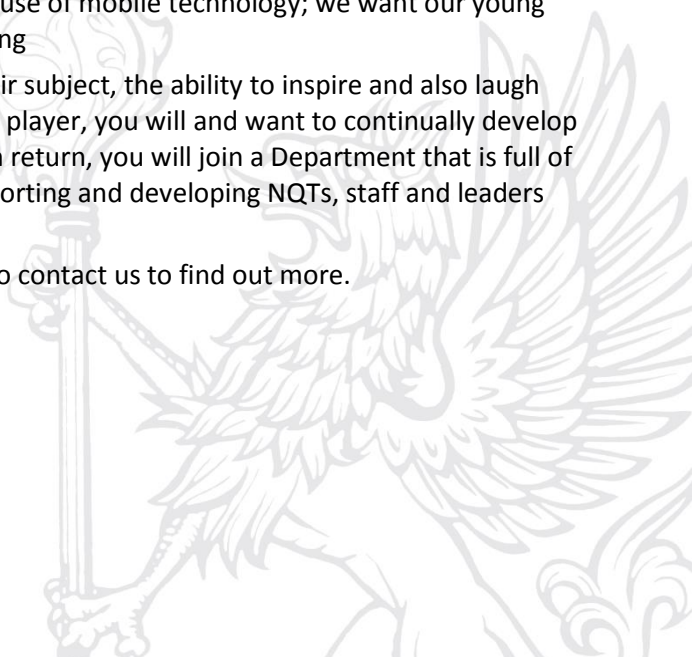 use of mobile technology; we want our young
ng
ir subject, the ability to inspire and also laugh
player, you will and want to continually develop
return, you will join a Department that is full of
orting and developing NQTs, staff and leaders
o contact us to find out more.